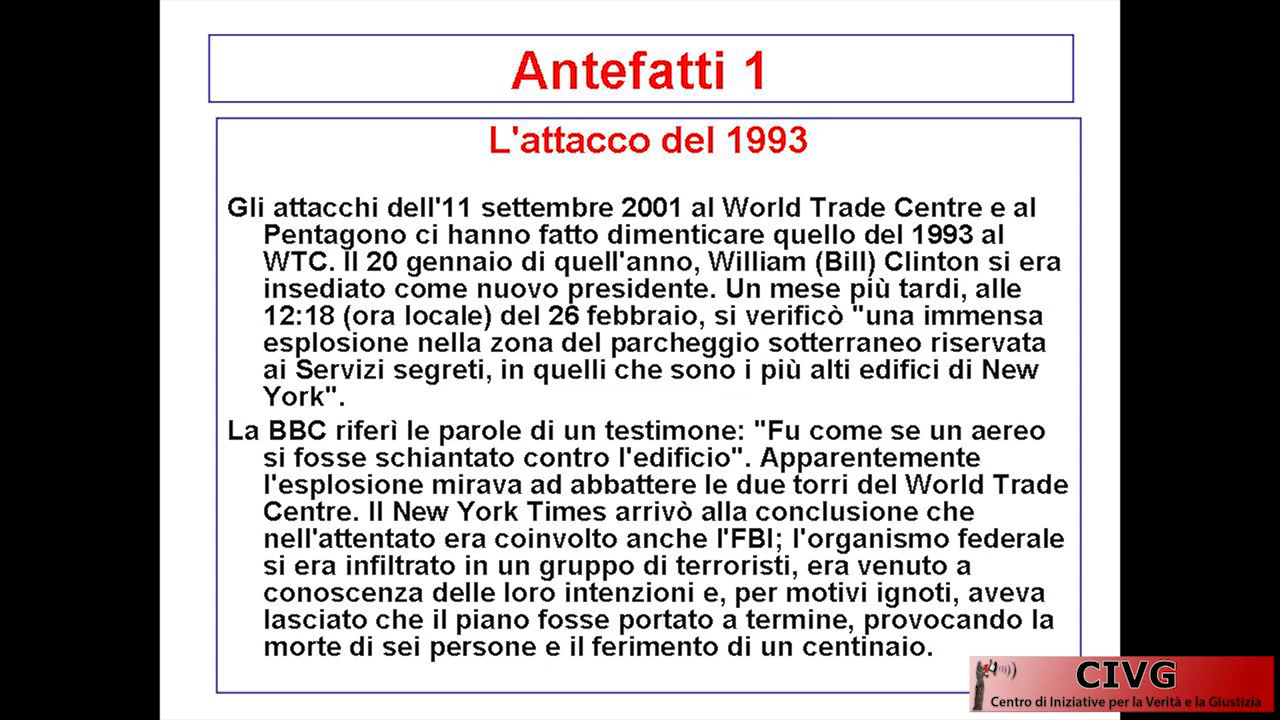 Antefatti 1
L'attacco del 1993
Gli attacchi dell'11 settembre 2001 al World Trade Centre e al
Pentagono ci hanno fatto dimenticare quello del 1993 al
WTC. Il 20 gennaio di quell'anno, William (Bill) Clinton si era
insediato come nuovo presidente. Un mese più tardi, alle
12:18 (ora locale) del 26 febbraio, si verificò "una immensa
esplosione nella zona del parcheggio sotterraneo riservata
ai Servizi segreti, in quelli che sono i più alti edifici di New
York".
La BBC riferì le parole di un testimone: "Fu come se un aereo
si fosse schiantato contro l'edificio". Apparentemente
l'esplosione mirava ad abbattere le due torri del World Trade
Centre. Il New York Times arrivò alla conclusione che
nell'attentato era coinvolto anche l'FBI; l'organismo federale
si era infiltrato in un gruppo di terroristi, era venuto a
conoscenza delle loro intenzioni e, per motivi ignoti, aveva
lasciato che il piano fosse portato a termine, provocando la
morte di sei persone e il ferimento di un centinaio.
CIVG
Centro di Iniziative per la Verità e la Giustizia